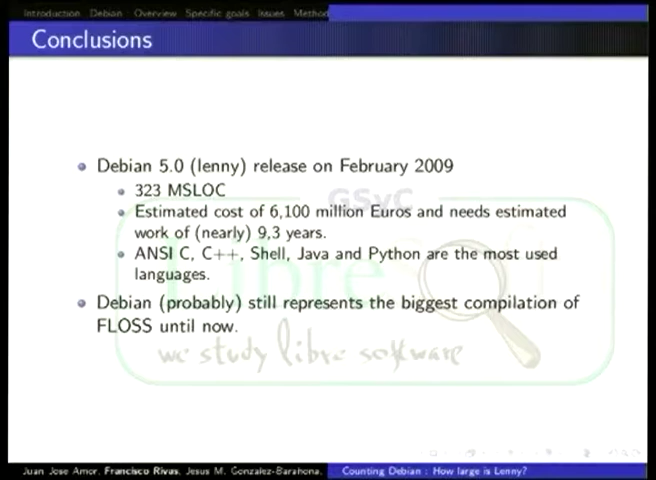 Introduction Debian : Overview Specific goals Issues Method
Conclusions
Debian 5.0 (lenny) release on February 2009
323 MSLOC
GSyC
Estimated cost of 6,100 million Euros and needs estimated
work of (nearly) 9,3 years.
ANSI C, C++, Shell, Java and Python are the most used
languages.
Debian (probably) still represents the biggest compilation of
FLOSS until now.
Libre
we study libre software
Juan Jose Amor, Francisco Rivas, Jesus M. Gonzalez-Barahona.
Counting Debian : How large is Lenny?